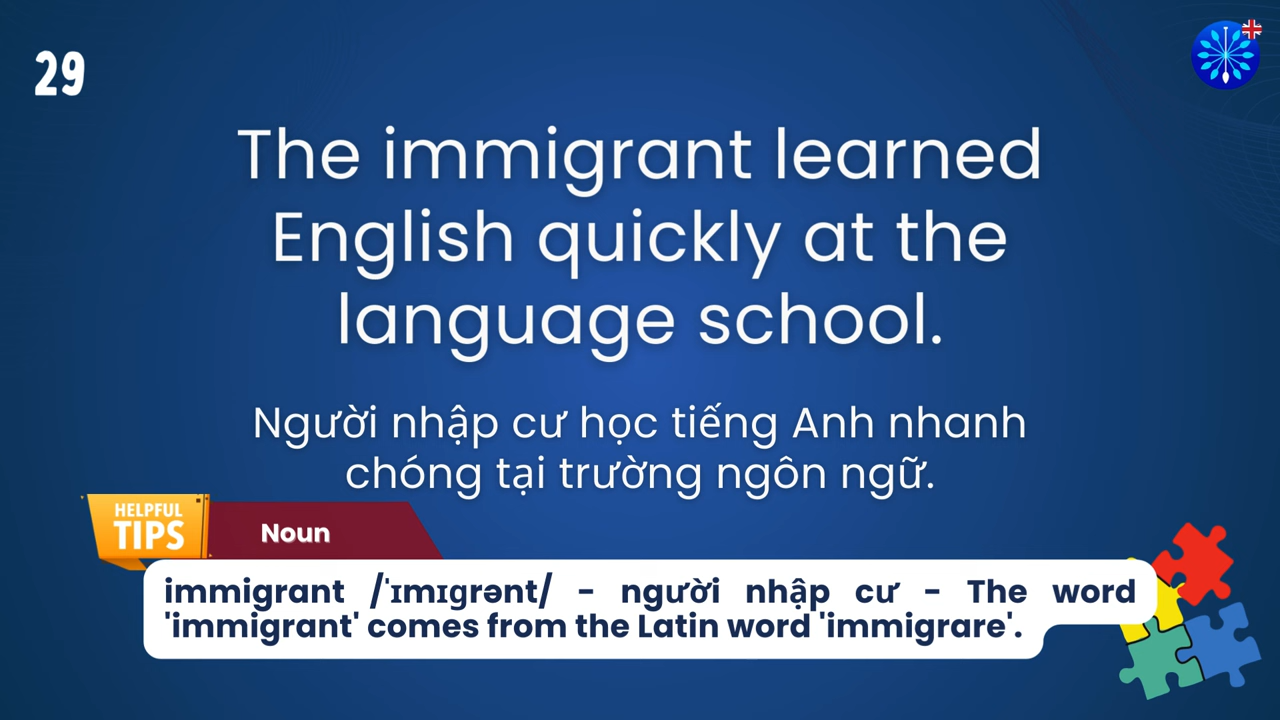 29
The immigrant learned
English quickly at the
language school.
Người nhập cư học tiếng Anh nhanh
chóng tại trường ngôn ngữ.
HELPFUL
TIPS
Noun
immigrant /ˈɪmɪɡrənt/ - người nhập cư - The word
'immigrant' comes from the Latin word 'immigrare'.